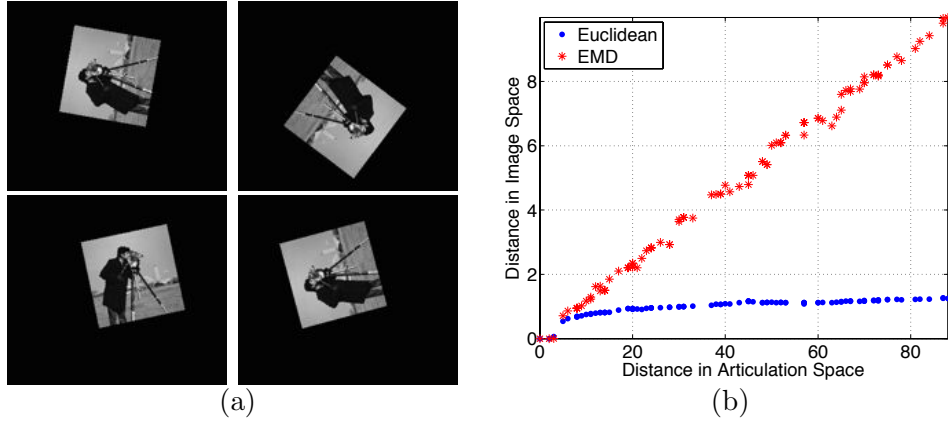 Euclidean
EMD
Distance in Image Space
8
6
4
2
0
0
20
40
60
80
Distance in Articulation Space
(a)
(b)